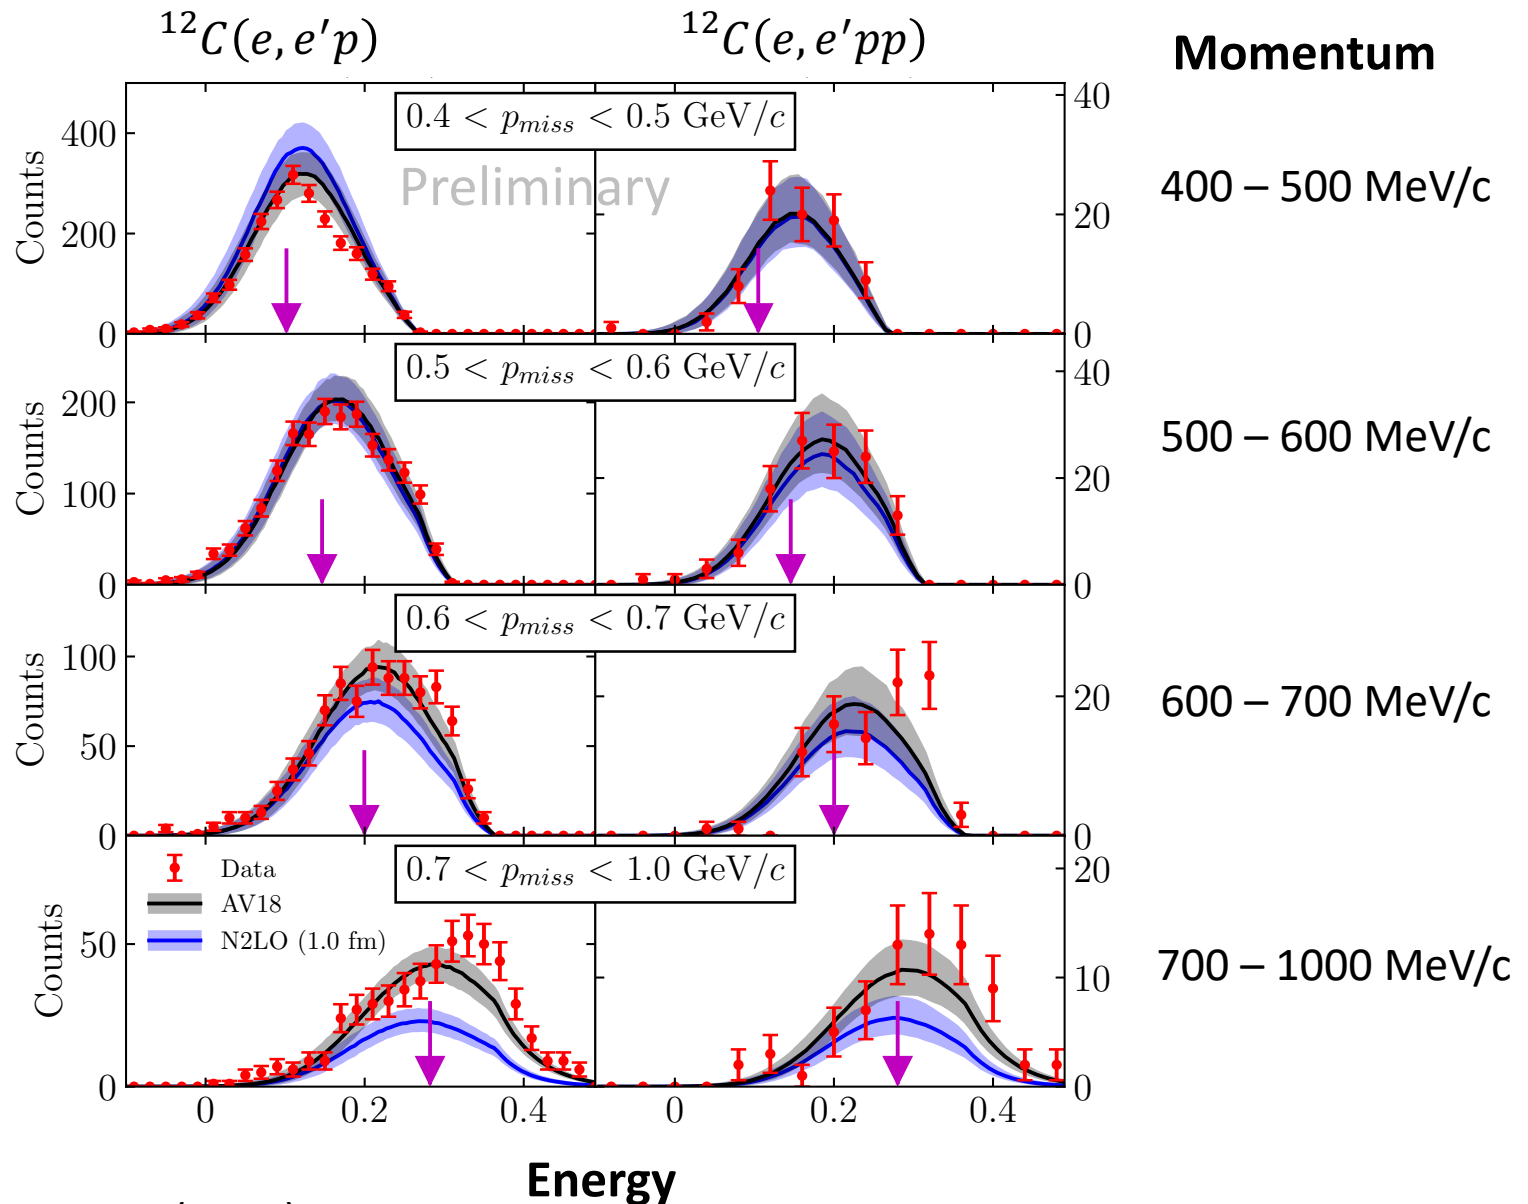 ¹²C(e, e′p) ¹²C(e, e′pp) Momentum
0.4 < p_miss < 0.5 GeV/c
Preliminary
Counts
400
200
0
40
20
0
400 – 500 MeV/c
0.5 < p_miss < 0.6 GeV/c
Counts
200
100
0
40
20
0
500 – 600 MeV/c
0.6 < p_miss < 0.7 GeV/c
Counts
100
50
0
20
0
600 – 700 MeV/c
0.7 < p_miss < 1.0 GeV/c
Data
AV18
N2LO (1.0 fm)
Counts
50
0
20
10
0
700 – 1000 MeV/c
0 0.2 0.4 0 0.2 0.4
Energy